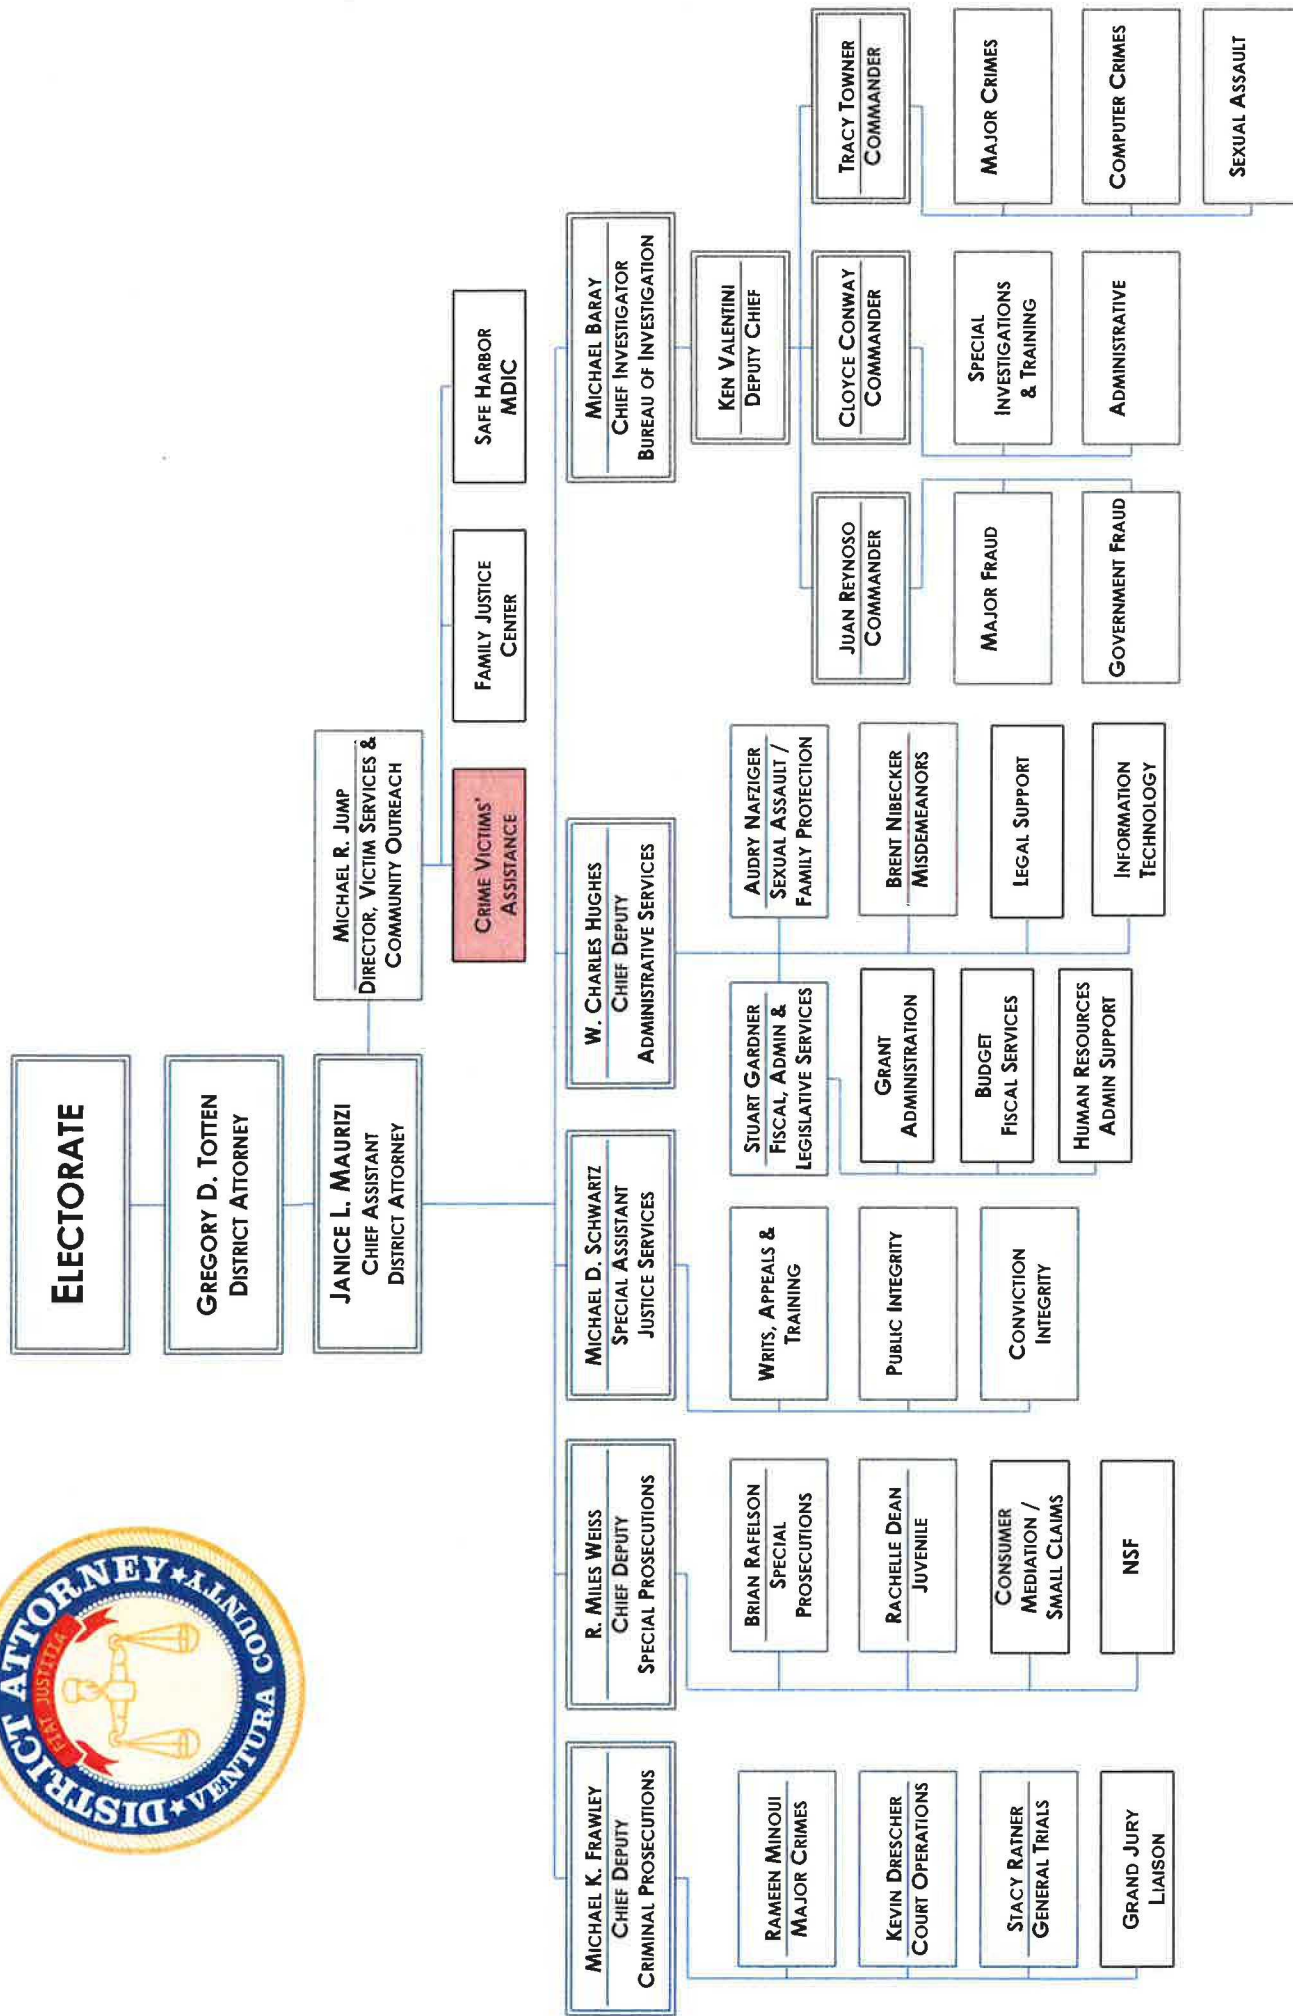 DISTRICT ATTORNEY
VENTURA COUNTY
FIAT JUSTITIA
ELECTORATE
GREGORY D. TOTTEN
DISTRICT ATTORNEY
JANICE L. MAURIZI
CHIEF ASSISTANT
DISTRICT ATTORNEY
MICHAEL R. JUMP
DIRECTOR, VICTIM SERVICES &
COMMUNITY OUTREACH
CRIME VICTIMS'
ASSISTANCE
FAMILY JUSTICE
CENTER
SAFE HARBOR
MDIC
MICHAEL K. FRAWLEY
CHIEF DEPUTY
CRIMINAL PROSECUTIONS
RAMEEN MINOUI
MAJOR CRIMES
KEVIN DRESCHER
COURT OPERATIONS
STACY RATNER
GENERAL TRIALS
GRAND JURY
LIAISON
R. MILES WEISS
CHIEF DEPUTY
SPECIAL PROSECUTIONS
BRIAN RAFELSON
SPECIAL
PROSECUTIONS
RACHELLE DEAN
JUVENILE
CONSUMER
MEDIATION /
SMALL CLAIMS
NSF
MICHAEL D. SCHWARTZ
SPECIAL ASSISTANT
JUSTICE SERVICES
WRITS, APPEALS &
TRAINING
PUBLIC INTEGRITY
CONVICTION
INTEGRITY
W. CHARLES HUGHES
CHIEF DEPUTY
ADMINISTRATIVE SERVICES
STUART GARDNER
FISCAL, ADMIN &
LEGISLATIVE SERVICES
GRANT
ADMINISTRATION
BUDGET
FISCAL SERVICES
HUMAN RESOURCES
ADMIN SUPPORT
AUDRY NAFZIGER
SEXUAL ASSAULT /
FAMILY PROTECTION
BRENT NIBECKER
MISDEMEANORS
LEGAL SUPPORT
INFORMATION
TECHNOLOGY
MICHAEL BARAY
CHIEF INVESTIGATOR
BUREAU OF INVESTIGATION
KEN VALENTINI
DEPUTY CHIEF
JUAN REYNOSO
COMMANDER
MAJOR FRAUD
GOVERNMENT FRAUD
CLOYCE CONWAY
COMMANDER
SPECIAL
INVESTIGATIONS
& TRAINING
ADMINISTRATIVE
TRACY TOWNER
COMMANDER
MAJOR CRIMES
COMPUTER CRIMES
SEXUAL ASSAULT